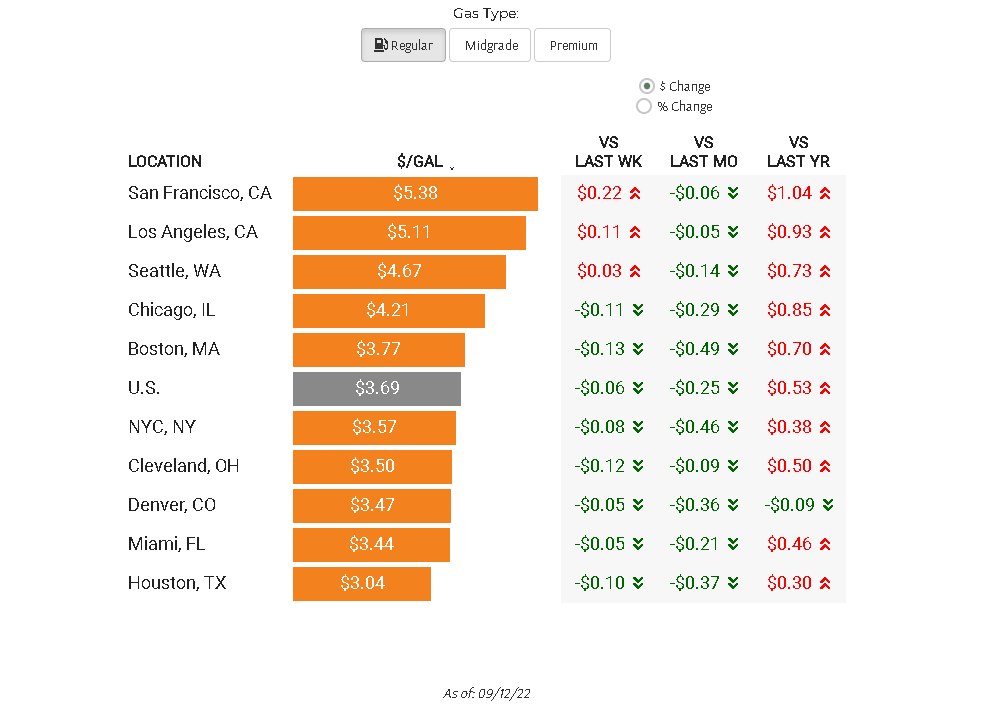 Gas Type:
Regular Midgrade Premium
$ Change
% Change
VS VS VS
LOCATION $/GAL LAST WK LAST MO LAST YR
San Francisco, CA $5.38 $0.22 -$0.06 $1.04
Los Angeles, CA $5.11 $0.11 -$0.05 $0.93
Seattle, WA $4.67 $0.03 -$0.14 $0.73
Chicago, IL $4.21 -$0.11 -$0.29 $0.85
Boston, MA $3.77 -$0.13 -$0.49 $0.70
U.S. $3.69 -$0.06 -$0.25 $0.53
NYC, NY $3.57 -$0.08 -$0.46 $0.38
Cleveland, OH $3.50 -$0.12 -$0.09 $0.50
Denver, CO $3.47 -$0.05 -$0.36 -$0.09
Miami, FL $3.44 -$0.05 -$0.21 $0.46
Houston, TX $3.04 -$0.10 -$0.37 $0.30
As of: 09/12/22